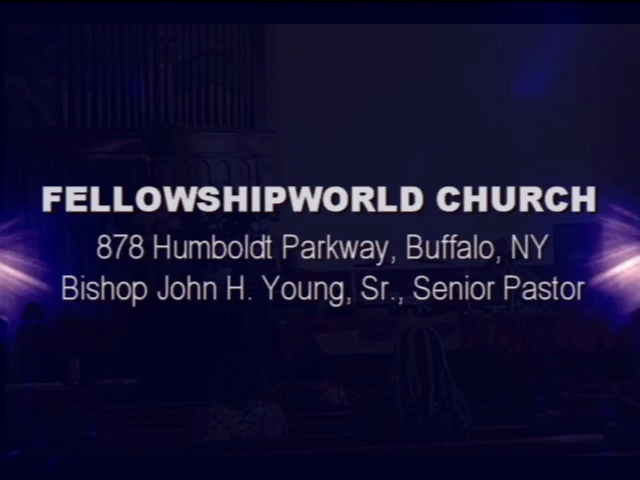 FELLOWSHIPWORLD CHURCH
878 Humboldt Parkway, Buffalo, NY
Bishop John H. Young, Sr., Senior Pastor